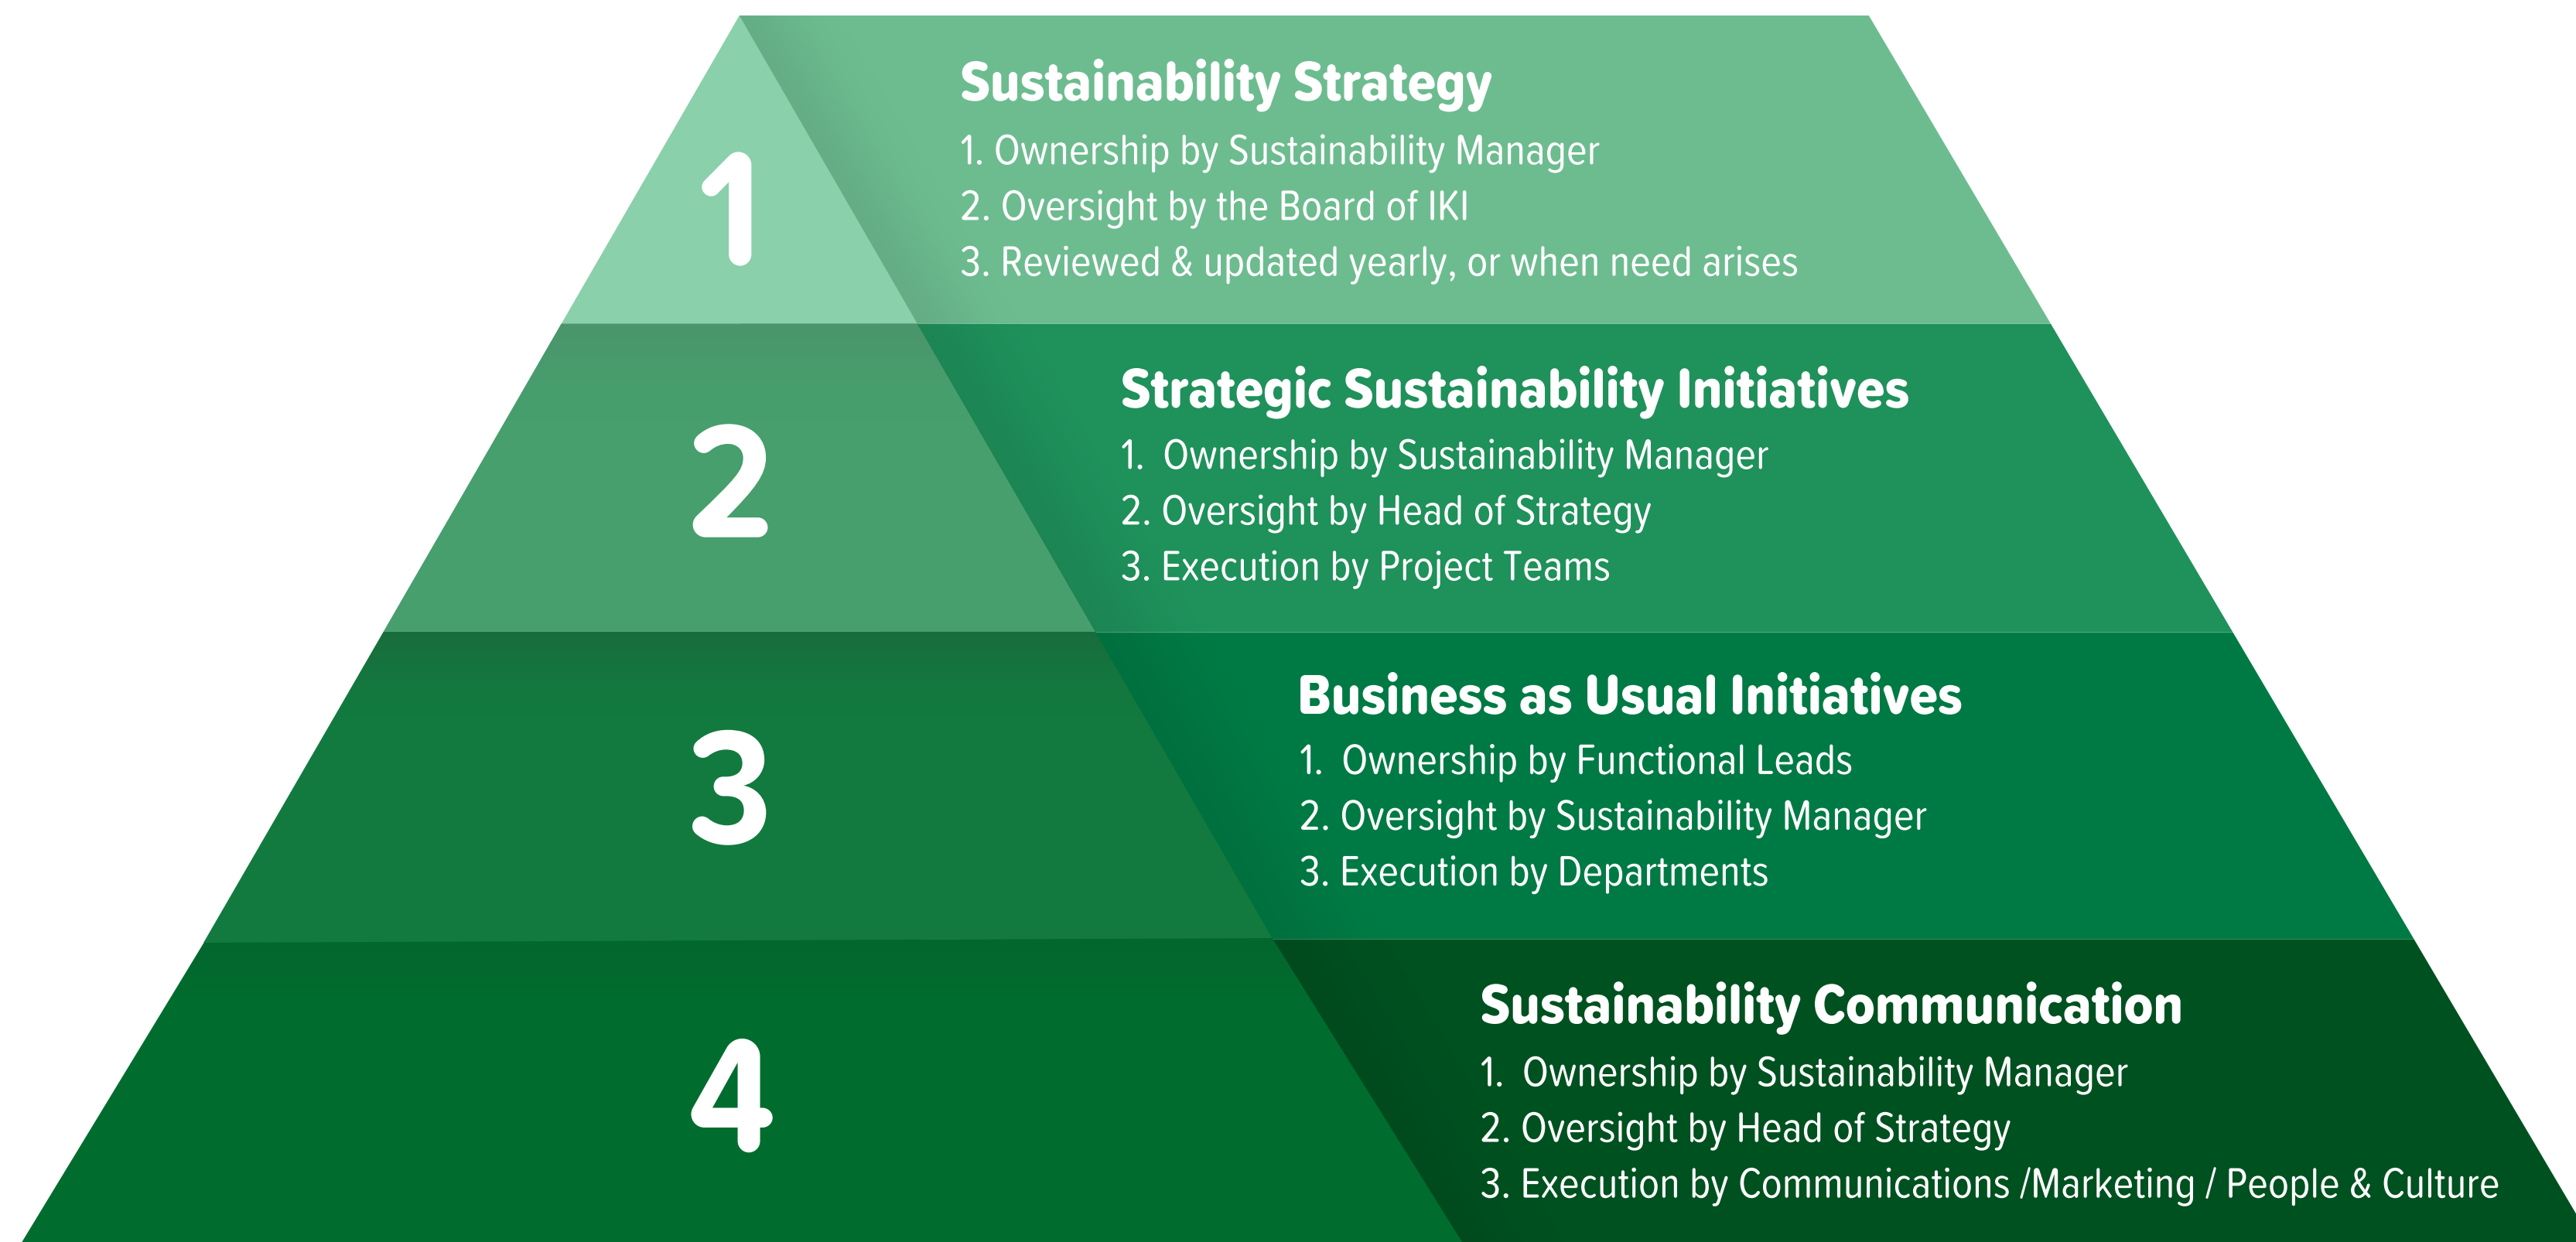 1
Sustainability Strategy
1. Ownership by Sustainability Manager
2. Oversight by the Board of IKI
3. Reviewed & updated yearly, or when need arises
2
Strategic Sustainability Initiatives
1. Ownership by Sustainability Manager
2. Oversight by Head of Strategy
3. Execution by Project Teams
3
Business as Usual Initiatives
1. Ownership by Functional Leads
2. Oversight by Sustainability Manager
3. Execution by Departments
4
Sustainability Communication
1. Ownership by Sustainability Manager
2. Oversight by Head of Strategy
3. Execution by Communications /Marketing / People & Culture